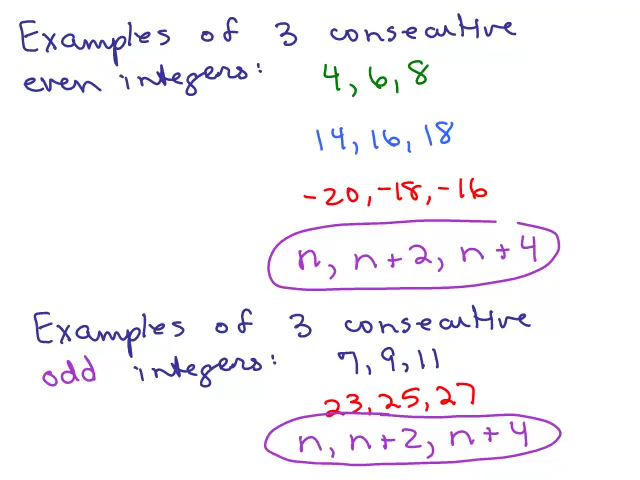 Examples of 3 consecutive
even integers: 4, 6, 8
14, 16, 18
-20, -18, -16
n, n+2, n+4
Examples of 3 consecutive
odd integers: 7, 9, 11
23, 25, 27
n, n+2, n+4